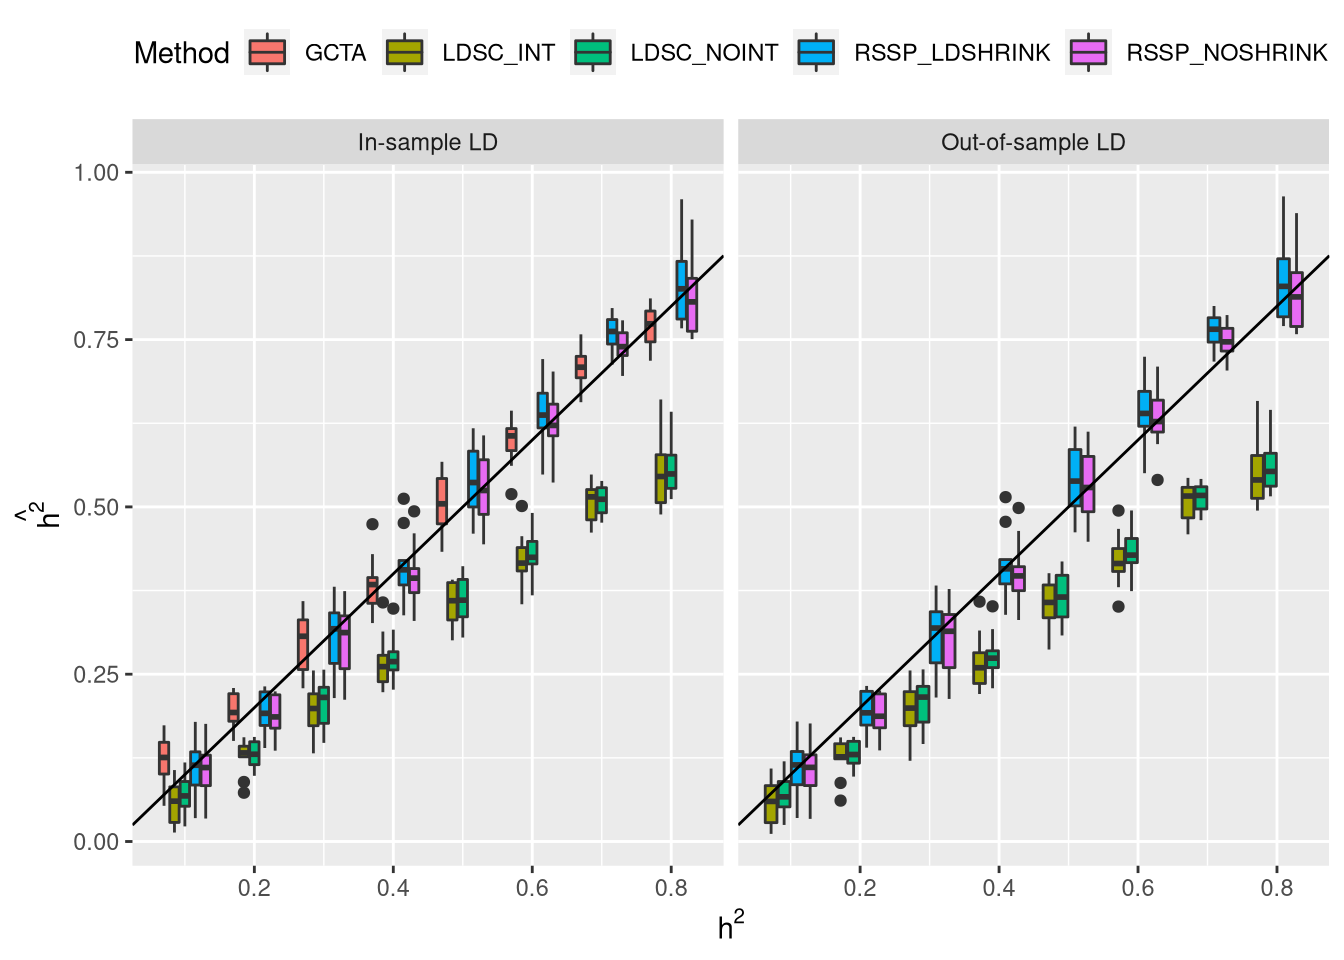 Method GCTA LDSC_INT LDSC_NOINT RSSP_LDSHRINK RSSP_NOSHRINK
In-sample LD Out-of-sample LD
1.00
0.75
0.50
0.25
0.00
ĥ²
0.2 0.4 0.6 0.8 0.2 0.4 0.6 0.8
h²